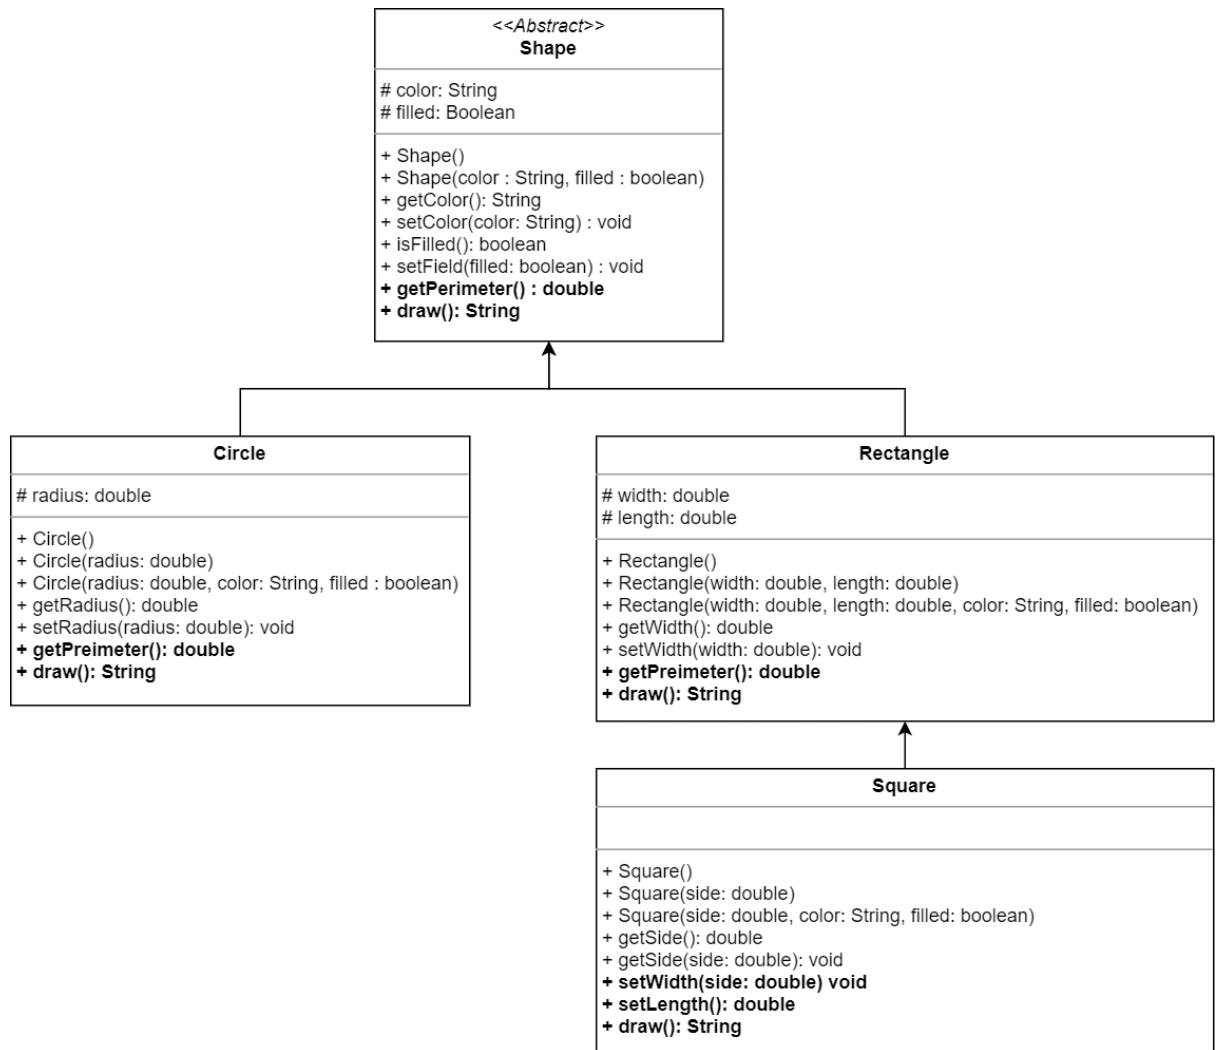 <<Abstract>>
Shape
# color: String
# filled: Boolean
+ Shape()
+ Shape(color : String, filled : boolean)
+ getColor(): String
+ setColor(color: String) : void
+ isFilled(): boolean
+ setField(filled: boolean) : void
+ getPerimeter() : double
+ draw(): String
Circle
# radius: double
+ Circle()
+ Circle(radius: double)
+ Circle(radius: double, color: String, filled : boolean)
+ getRadius(): double
+ setRadius(radius: double): void
+ getPreimeter(): double
+ draw(): String
Rectangle
# width: double
# length: double
+ Rectangle()
+ Rectangle(width: double, length: double)
+ Rectangle(width: double, length: double, color: String, filled: boolean)
+ getWidth(): double
+ setWidth(width: double): void
+ getPreimeter(): double
+ draw(): String
Square
+ Square()
+ Square(side: double)
+ Square(side: double, color: String, filled: boolean)
+ getSide(): double
+ getSide(side: double): void
+ setWidth(side: double) void
+ setLength(): double
+ draw(): String